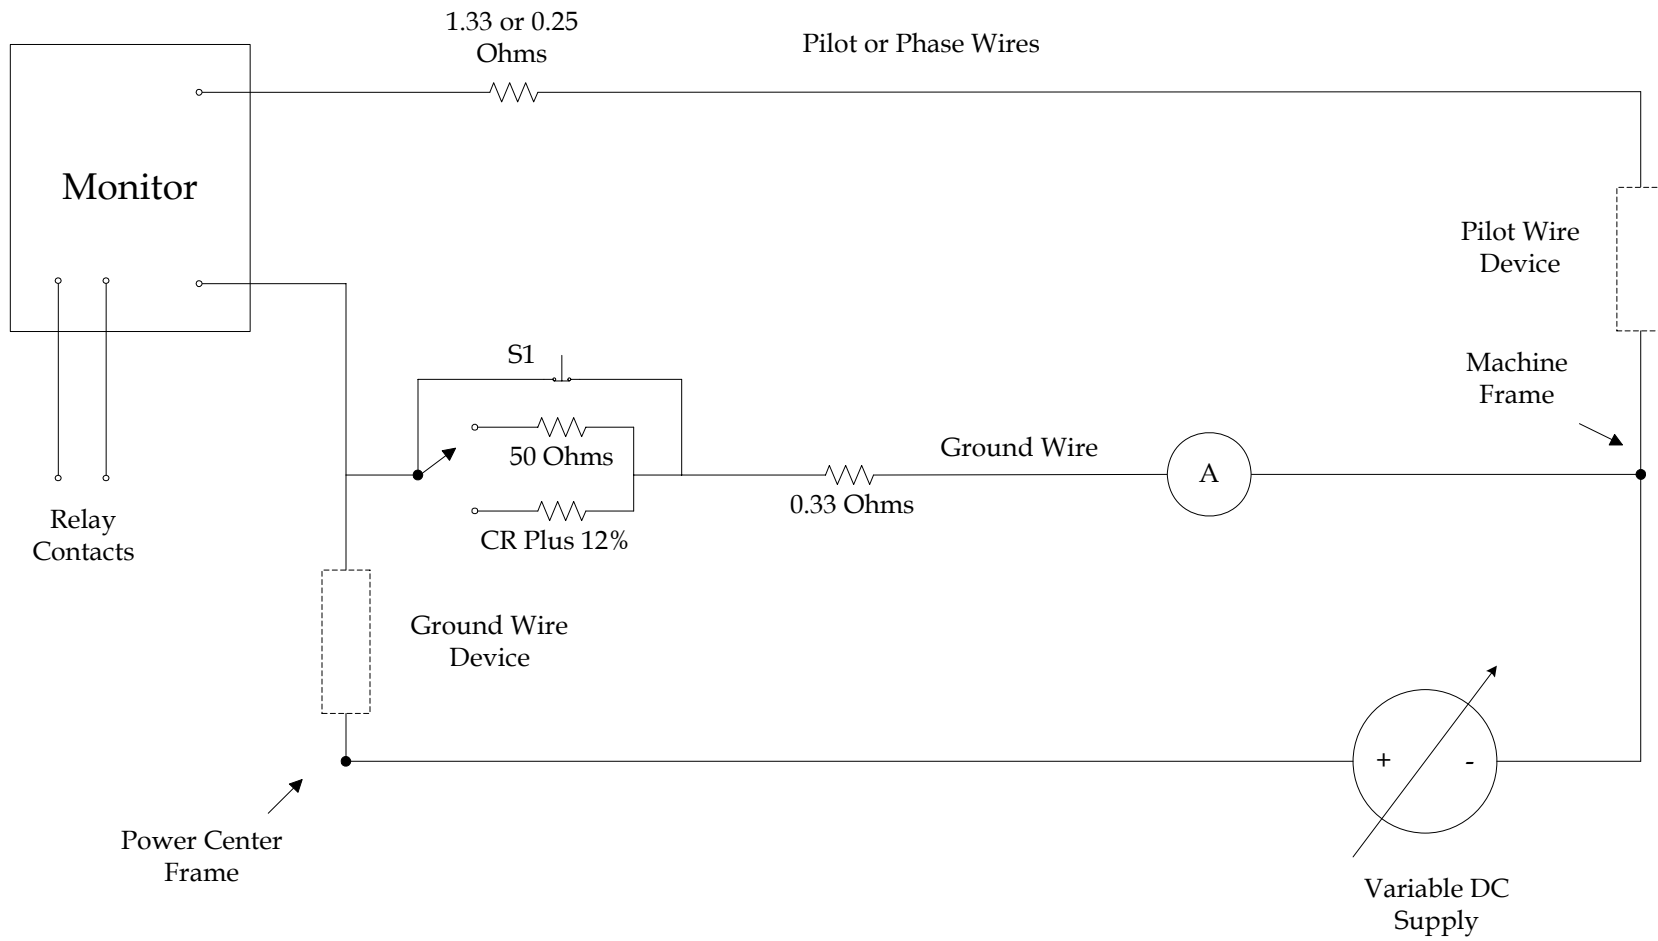 1.33 or 0.25
Ohms
Pilot or Phase Wires
Monitor
Pilot Wire
Device
S1
Machine
Frame
50 Ohms
Ground Wire
A
0.33 Ohms
Relay
Contacts
CR Plus 12%
Ground Wire
Device
+
-
Power Center
Frame
Variable DC
Supply